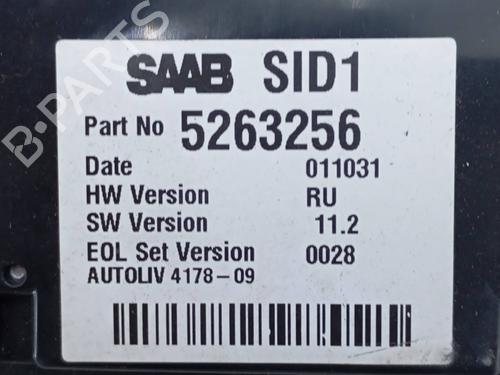 SAAB SID1
Part No 5263256
Date 011031
HW Version RU
SW Version 11.2
EOL Set Version 0028
AUTOLIV 4178-09
B-PARTS